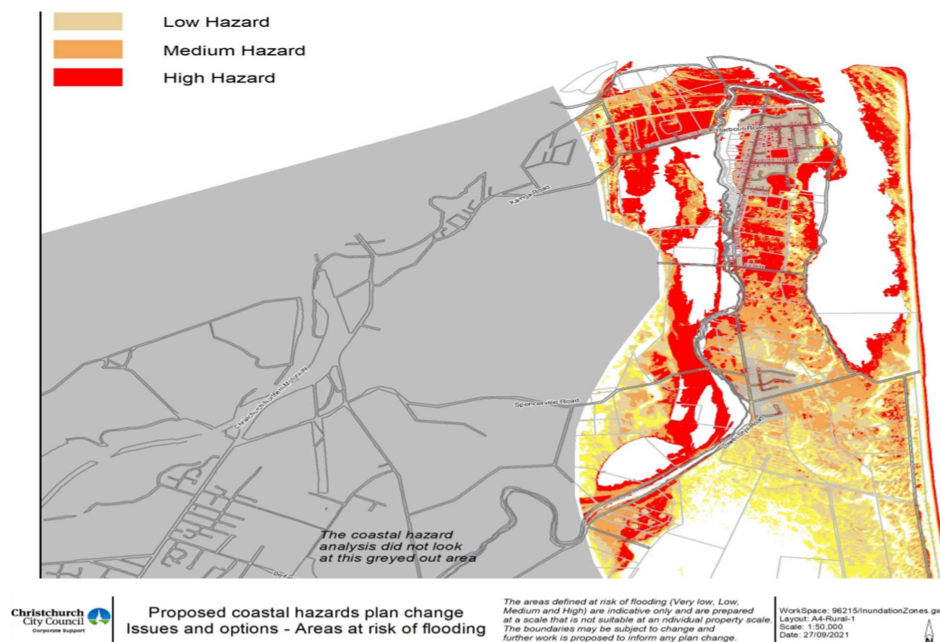 Low Hazard
Medium Hazard
High Hazard
Spencerville Road
The coastal hazard
analysis did not look
at this greyed out area
Christchurch
City Council
Corporate Support
Proposed coastal hazards plan change
Issues and options - Areas at risk of flooding
The areas defined at risk of flooding (Very low, Low,
Medium and High) are indicative only and are prepared
at a scale that is not suitable at an ndividual property scale.
The boundaries may be subject to change and
further work is proposed to inform any plan change.
WorkSpace: 96215/InundationZones.gw
Layout: A4-Rural-1
Scale: 1:50,000
Date: 27/09/2021
N